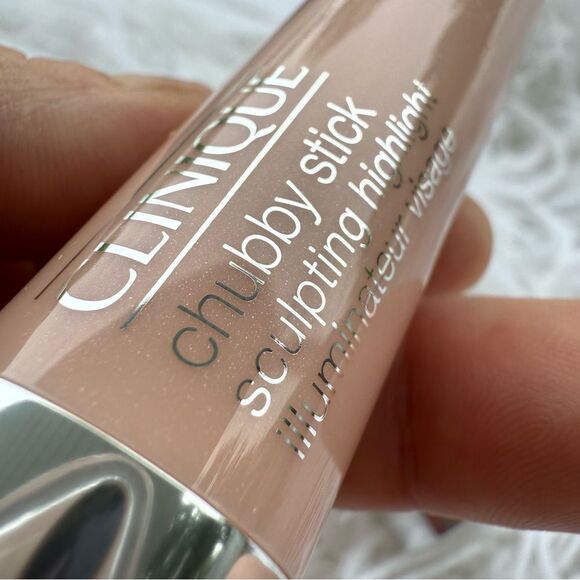 CLINIQUE
chubby stick
sculpting highlight
illuminateur visage